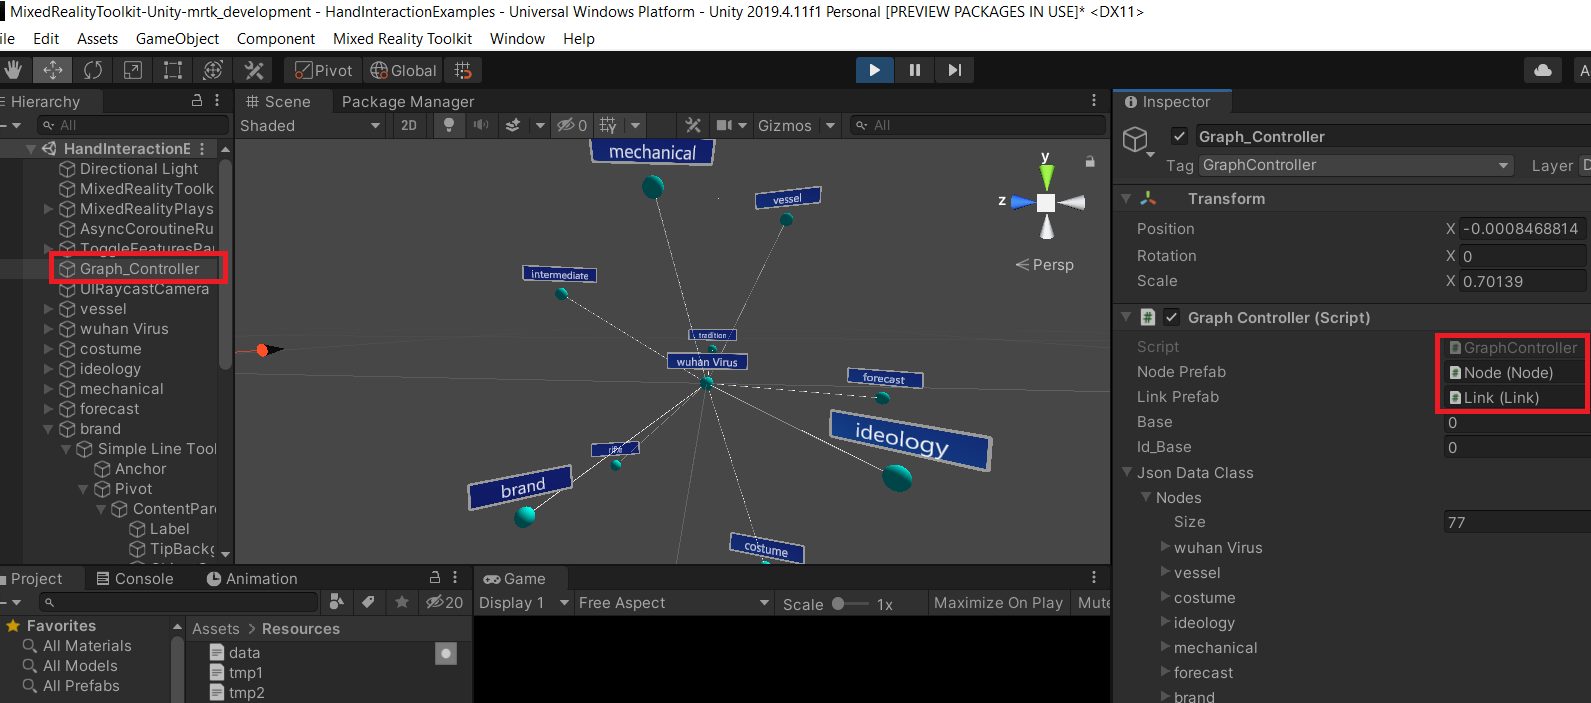 MixedRealityToolkit-Unity-mrtk_development - HandInteractionExamples - Universal Windows Platform - Unity 2019.4.11f1 Personal [PREVIEW PACKAGES IN USE]* <DX11>
ile Edit Assets GameObject Component Mixed Reality Toolkit Window Help
Pivot Global A
Hierarchy
All
HandInteractionE
Directional Light
MixedRealityToolk
MixedRealityPlays
AsyncCoroutineRu
ToggleFeaturesPa
Graph_Controller
UIRaycastCamera
vessel
wuhan Virus
costume
ideology
mechanical
forecast
brand
Simple Line Tool
Anchor
Pivot
ContentPare
Label
TipBackg
Scene Package Manager
Shaded 2D 0 Gizmos All
mechanical
vessel
y
z
Persp
intermediate
tradition
wuhan Virus
forecast
ideology
rifle
brand
costume
Inspector
Graph_Controller
Tag GraphController Layer D
Transform
Position X -0.0008468814
Rotation X 0
Scale X 0.70139
Graph Controller (Script)
Script GraphController
Node Prefab Node (Node)
Link Prefab Link (Link)
Base 0
Id_Base 0
Json Data Class
Nodes
Size 77
wuhan Virus
vessel
costume
ideology
mechanical
forecast
brand
Project Console Animation
20
Favorites
All Materials
All Models
All Prefabs
Assets > Resources
data
tmp1
tmp2
Game
Display 1 Free Aspect Scale 1x Maximize On Play Mute